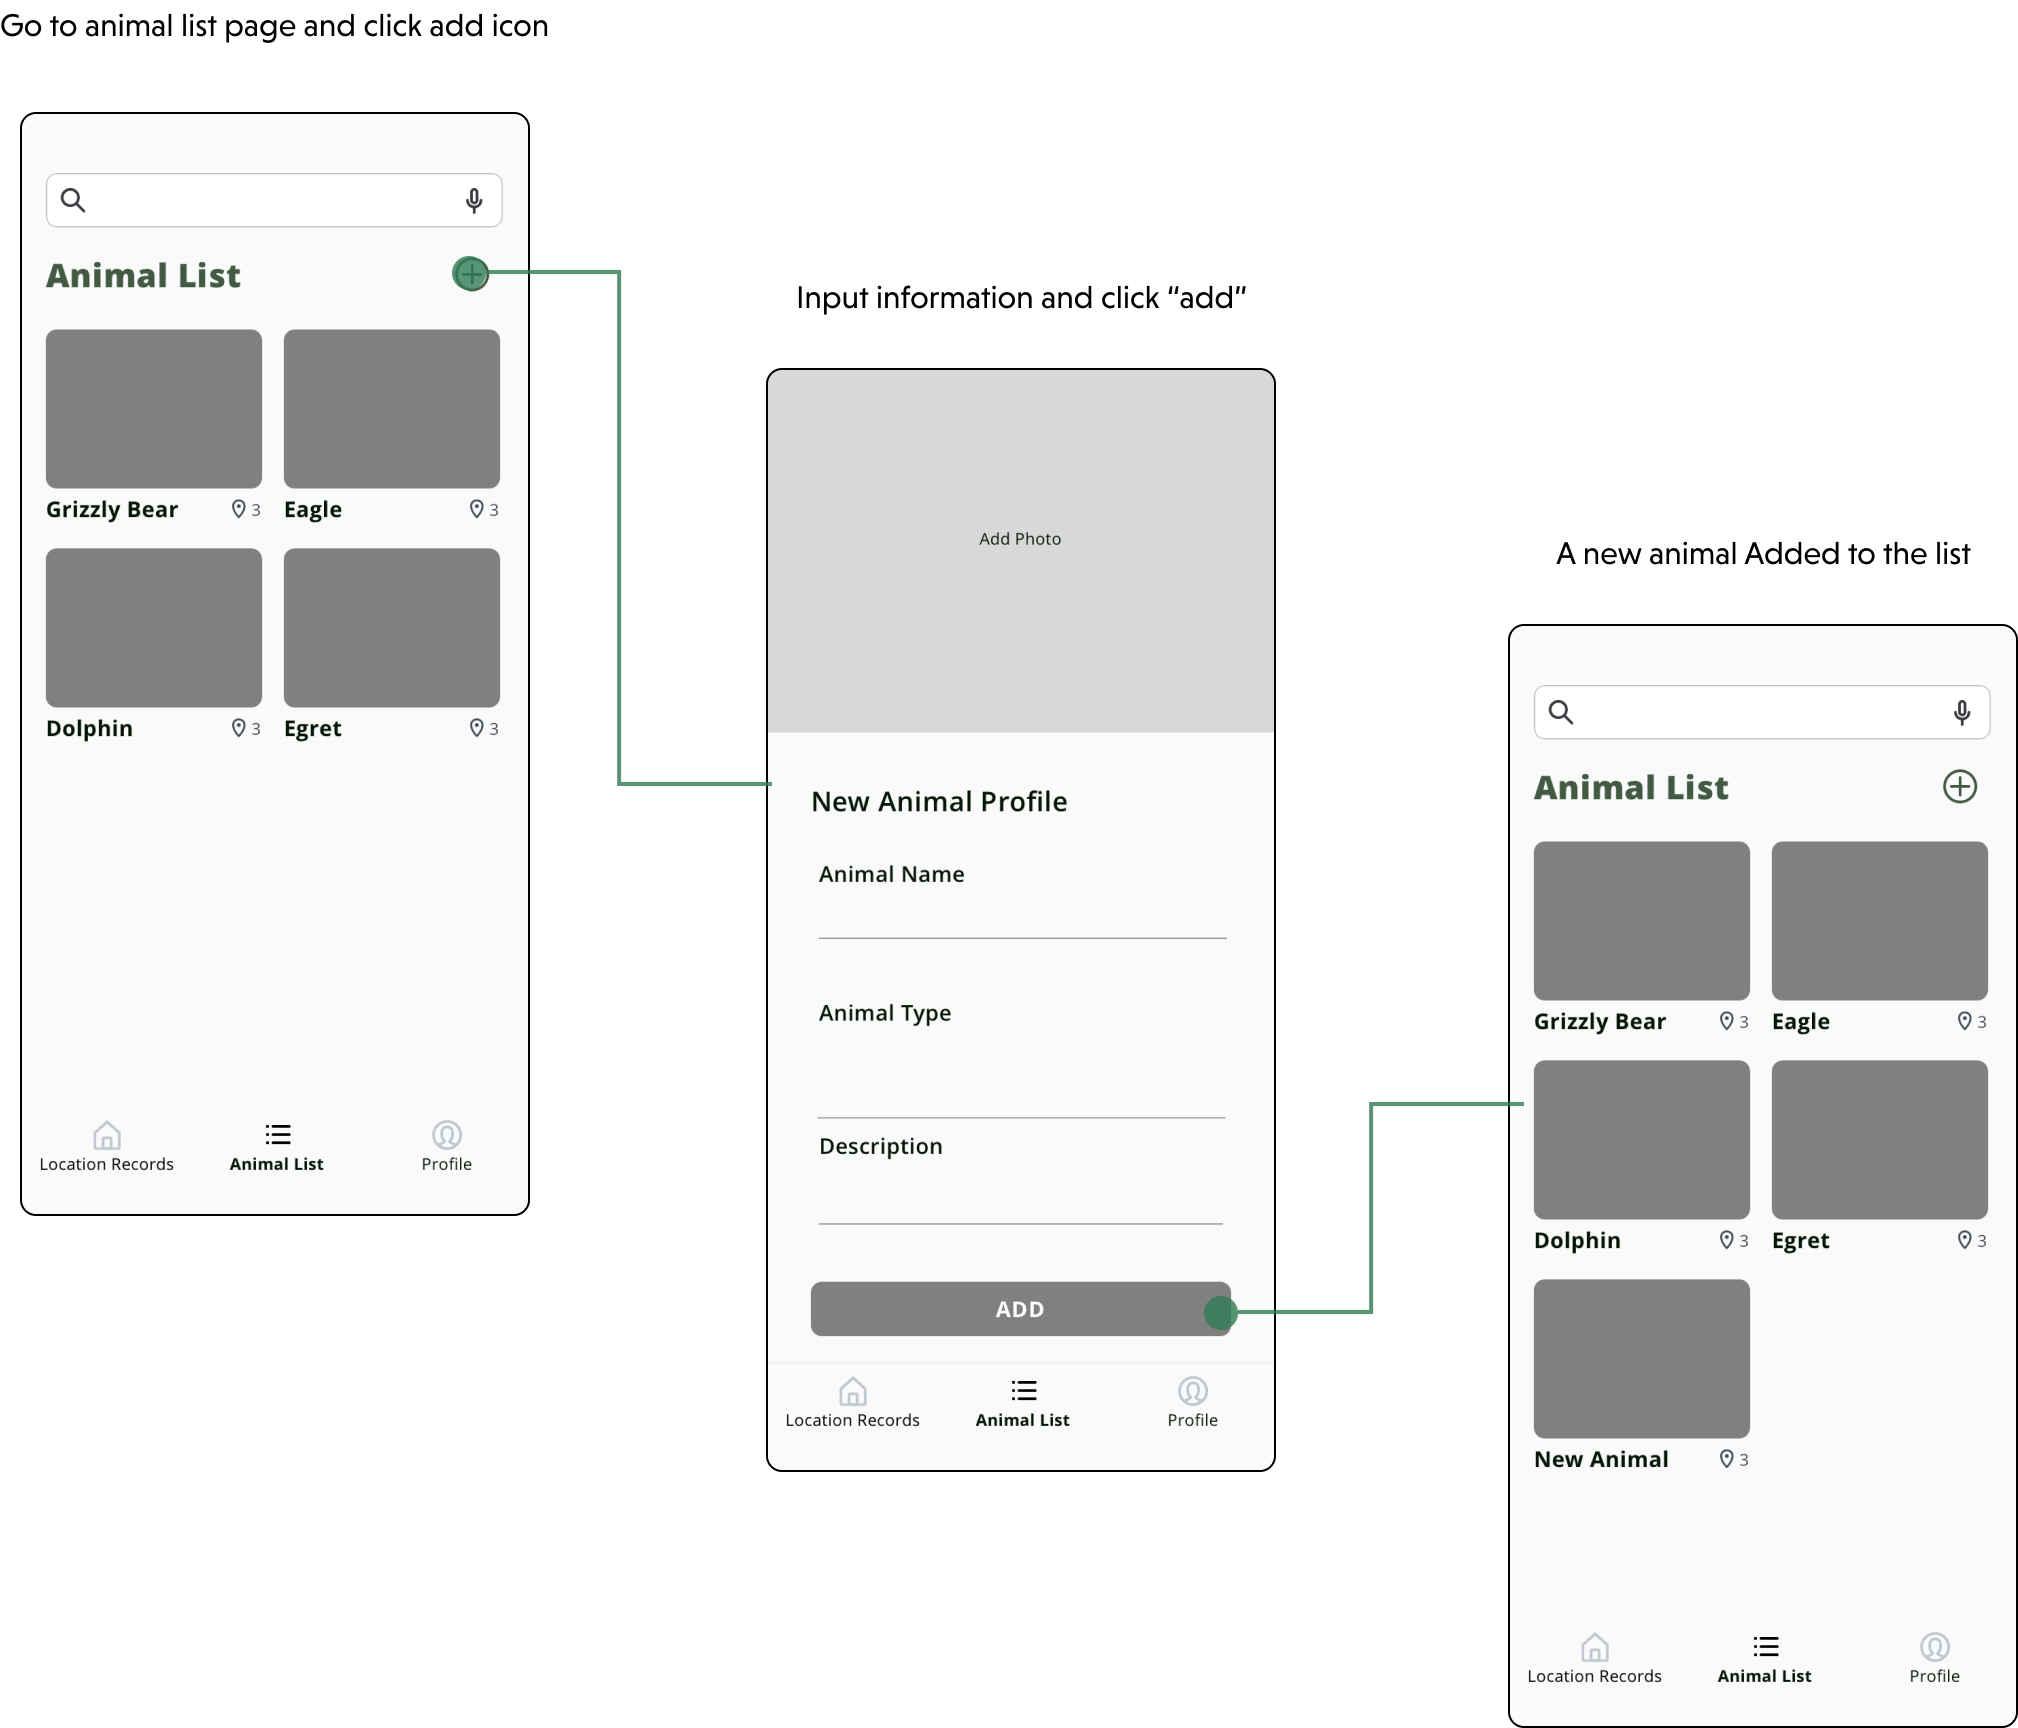 Go to animal list page and click add icon
Animal List
Grizzly Bear 3 Eagle 3
Dolphin 3 Egret 3
Location Records Animal List Profile
Input information and click “add”
Add Photo
New Animal Profile
Animal Name
Animal Type
Description
ADD
Location Records Animal List Profile
A new animal Added to the list
Animal List
Grizzly Bear 3 Eagle 3
Dolphin 3 Egret 3
New Animal 3
Location Records Animal List Profile